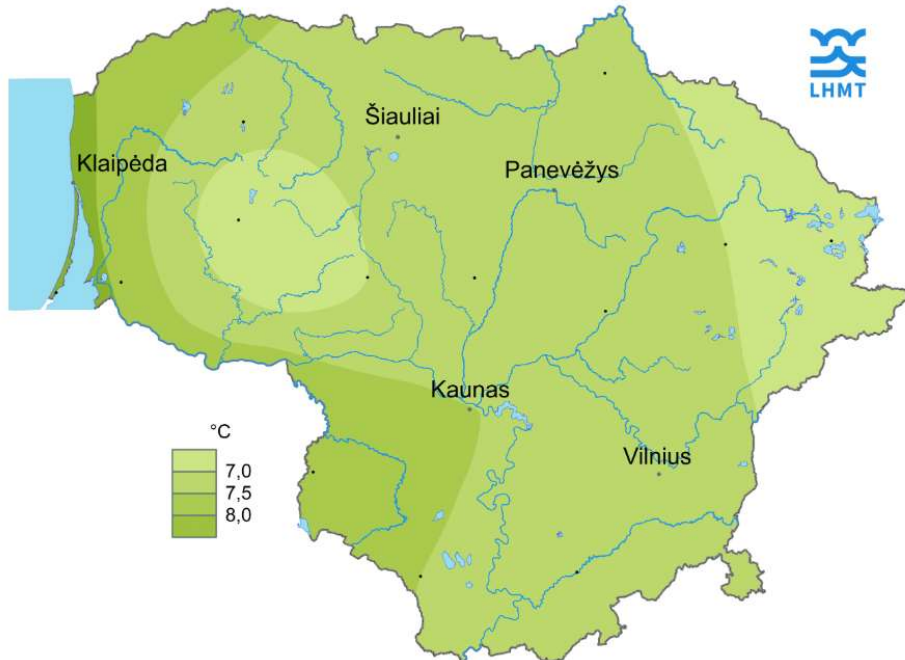 LHMT
Šiauliai
Klaipėda
Panevėžys
Kaunas
Vilnius
°C
7,0
7,5
8,0